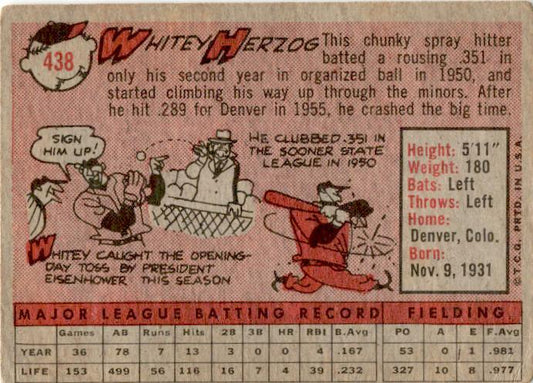 438
WHITEY HERZOG
This chunky spray hitter
batted a rousing .351 in
only his second year in organized ball in 1950, and
started climbing his way up through the minors. After
he hit .289 for Denver in 1955, he crashed the big time.
SIGN
HIM UP!
HE CLUBBED .351 IN
THE SOONER STATE
LEAGUE IN 1950
WHITEY CAUGHT THE OPENING-
DAY TOSS BY PRESIDENT
EISENHOWER THIS SEASON
Height: 5'11"
Weight: 180
Bats: Left
Throws: Left
Home:
Denver, Colo.
Born:
Nov. 9, 1931
© T.C.G. PRTD. IN U.S.A.
MAJOR LEAGUE BATTING RECORD FIELDING
Games AB Runs Hits 2B 3B HR RBI B.Avg PO A E F.Avg
YEAR 36 78 7 13 3 0 0 4 .167 53 0 1 .981
LIFE 153 499 56 116 16 7 4 39 .232 327 10 8 .977